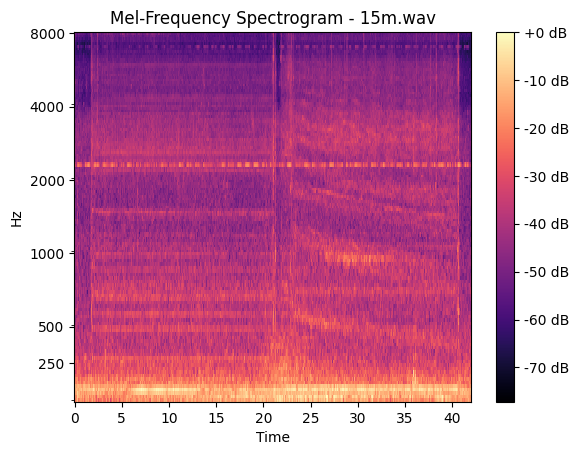 Mel-Frequency Spectrogram - 15m.wav
8000
4000
2000
1000
500
250
Hz
0 5 10 15 20 25 30 35 40
Time
+0 dB
-10 dB
-20 dB
-30 dB
-40 dB
-50 dB
-60 dB
-70 dB